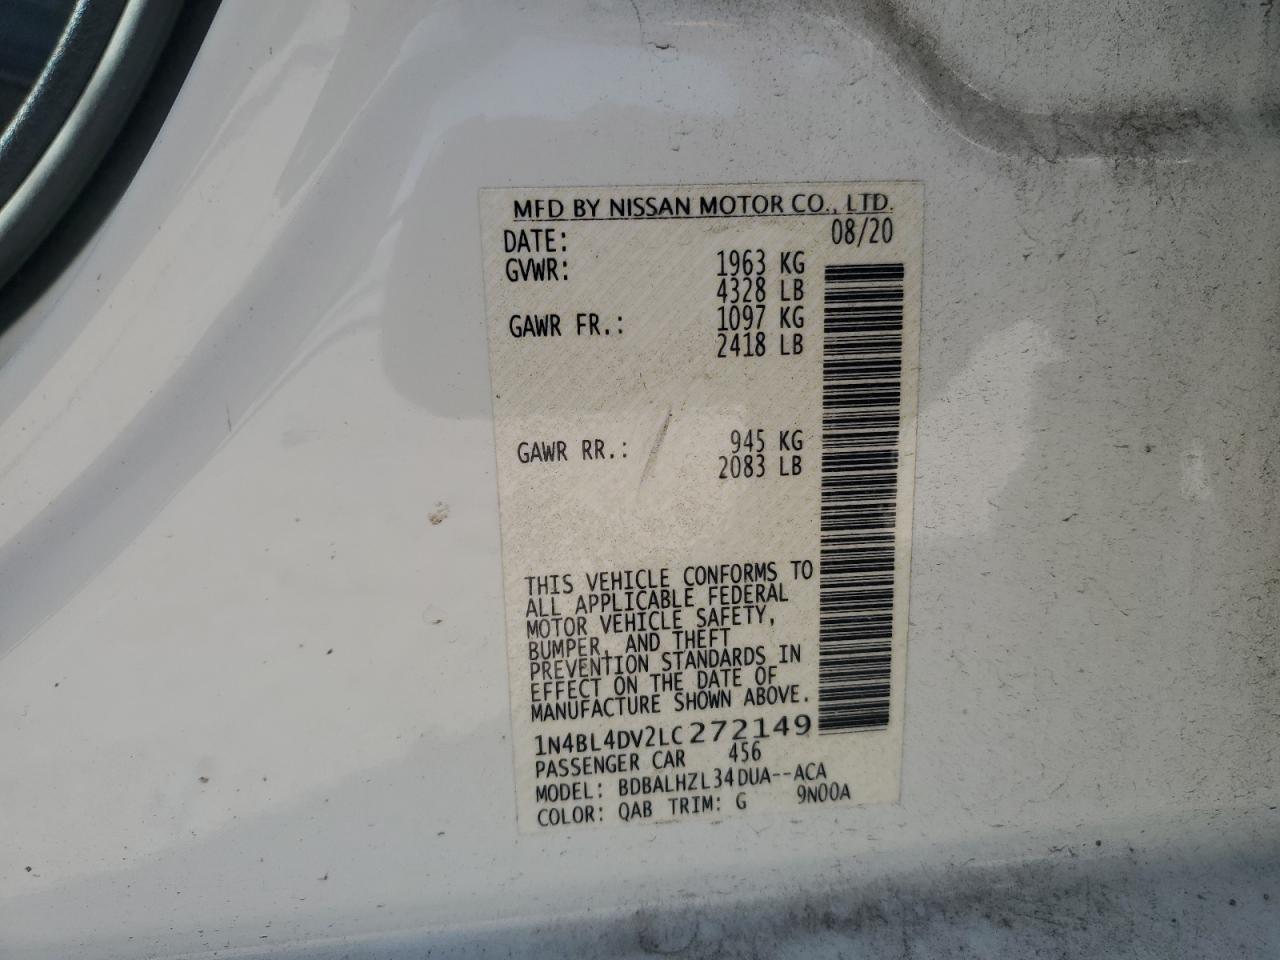 MFD BY NISSAN MOTOR CO., LTD.
DATE: 08/20
GVWR: 1963 KG
4328 LB
GAWR FR.: 1097 KG
2418 LB
GAWR RR.: 945 KG
2083 LB
THIS VEHICLE CONFORMS TO
ALL APPLICABLE FEDERAL
MOTOR VEHICLE SAFETY,
BUMPER, AND THEFT
PREVENTION STANDARDS IN
EFFECT ON THE DATE OF
MANUFACTURE SHOWN ABOVE.
1N4BL4DV2LC272149
PASSENGER CAR 456
MODEL: BDBALHZL34DUA--ACA
COLOR: QAB TRIM: G 9N00A